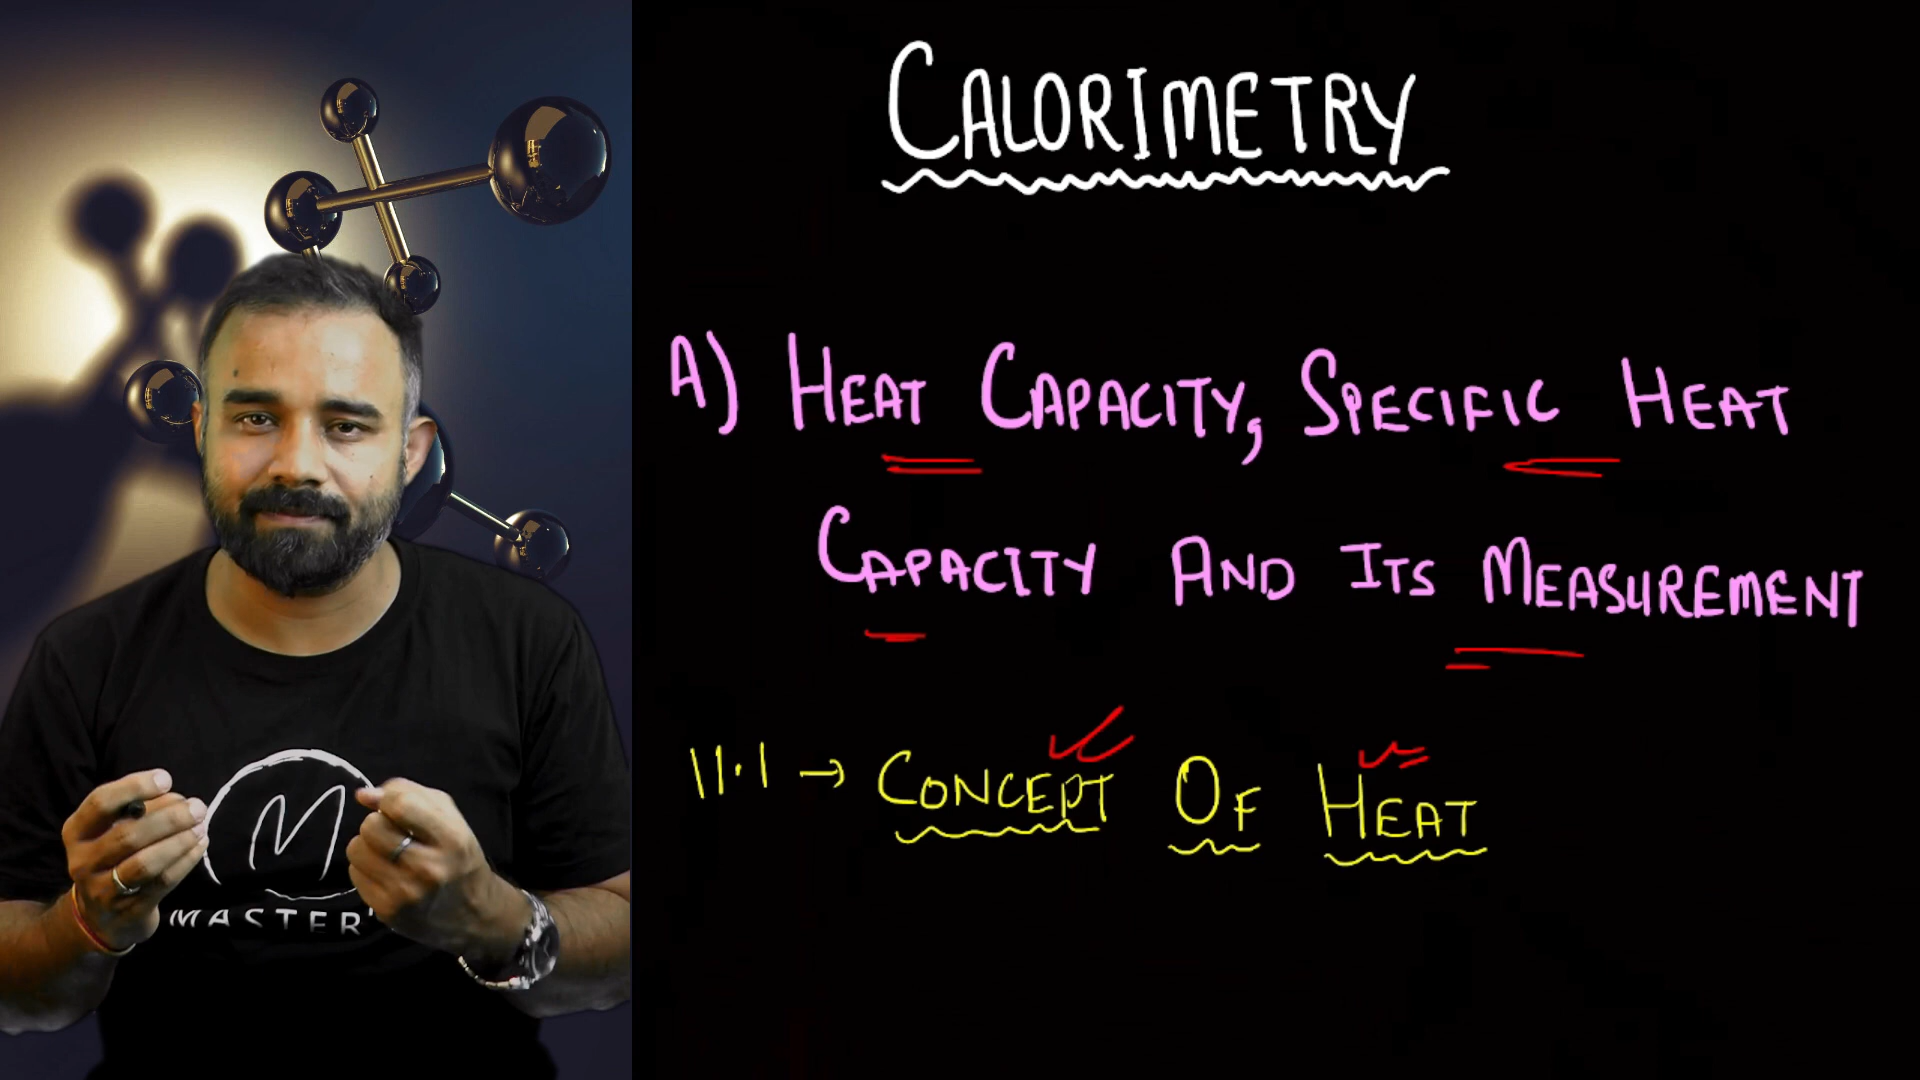 CALORIMETRY
A) HEAT CAPACITY, SPECIFIC HEAT
CAPACITY AND ITS MEASUREMENT
11.1 → CONCEPT OF HEAT
M
MASTER'